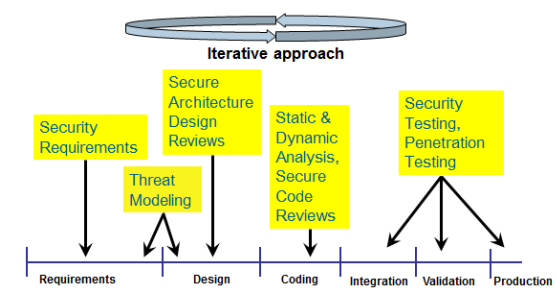 Iterative approach
Security
Requirements
Threat
Modeling
Secure
Architecture
Design
Reviews
Static &
Dynamic
Analysis,
Secure
Code
Reviews
Security
Testing,
Penetration
Testing
Requirements
Design
Coding
Integration
Validation
Production